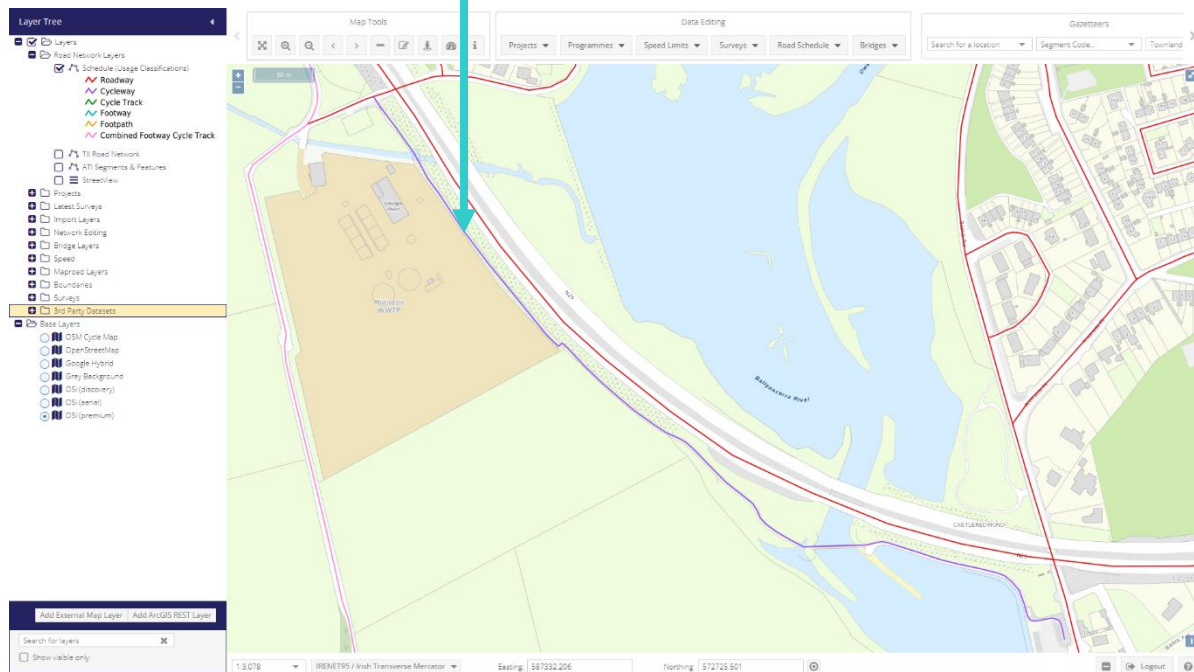 Layer Tree
Layers
Road Network Layers
Schedule (Usage Classifications)
Roadway
Cycleway
Cycle Track
Footway
Footpath
Combined Footway Cycle Track
TII Road Network
ATI Segments & Features
StreetView
Projects
Latest Surveys
Import Layers
Network Editing
Bridge Layers
Speed
Maproad Layers
Boundaries
Surveys
3rd Party Datasets
Base Layers
OSM Cycle Map
OpenStreetMap
Google Hybrid
Grey Background
OSi (discovery)
OSi (aerial)
OSi (premium)
Add External Map Layer Add ArcGIS REST Layer
Search for layers
Show visible only
Map Tools
Data Editing
Projects Programmes Speed Limits Surveys Road Schedule Bridges
Gazetteers
Search for a location Segment Code... Townland
50 m
Midleton
WWTP
N25
Ballynacorra River
CASTLEREDMOND
1:3,078 IRENET95 / Irish Transverse Mercator Easting: 587332.206 Northing: 572725.501 Logout